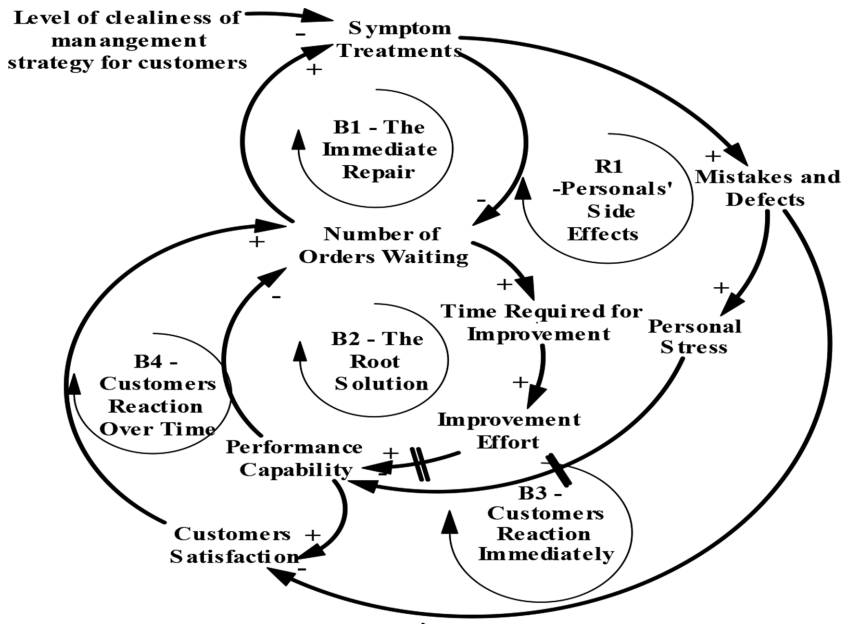 Level of clealiness of
manangement
strategy for customers
-
Symptom
Treatments
+
B1 - The
Immediate
Repair
R1
-Personals'
Side
Effects
+
Mistakes and
Defects
-
+
Number of
Orders Waiting
-
+
+
Time Required for
Improvement
Personal
Stress
B2 - The
Root
Solution
B4 -
Customers
Reaction
Over Time
+
Improvement
Effort
Performance
Capability
+
-
B3 -
Customers
Reaction
Immediately
Customers
Satisfaction
+
-